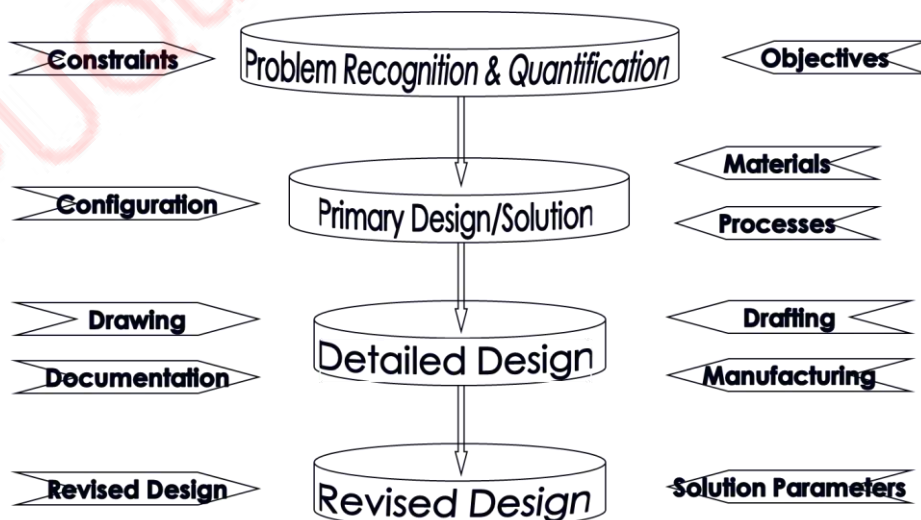 Constraints
Problem Recognition & Quantification
Objectives
Materials
Configuration
Primary Design/Solution
Processes
Drawing
Drafting
Detailed Design
Documentation
Manufacturing
Revised Design
Revised Design
Solution Parameters